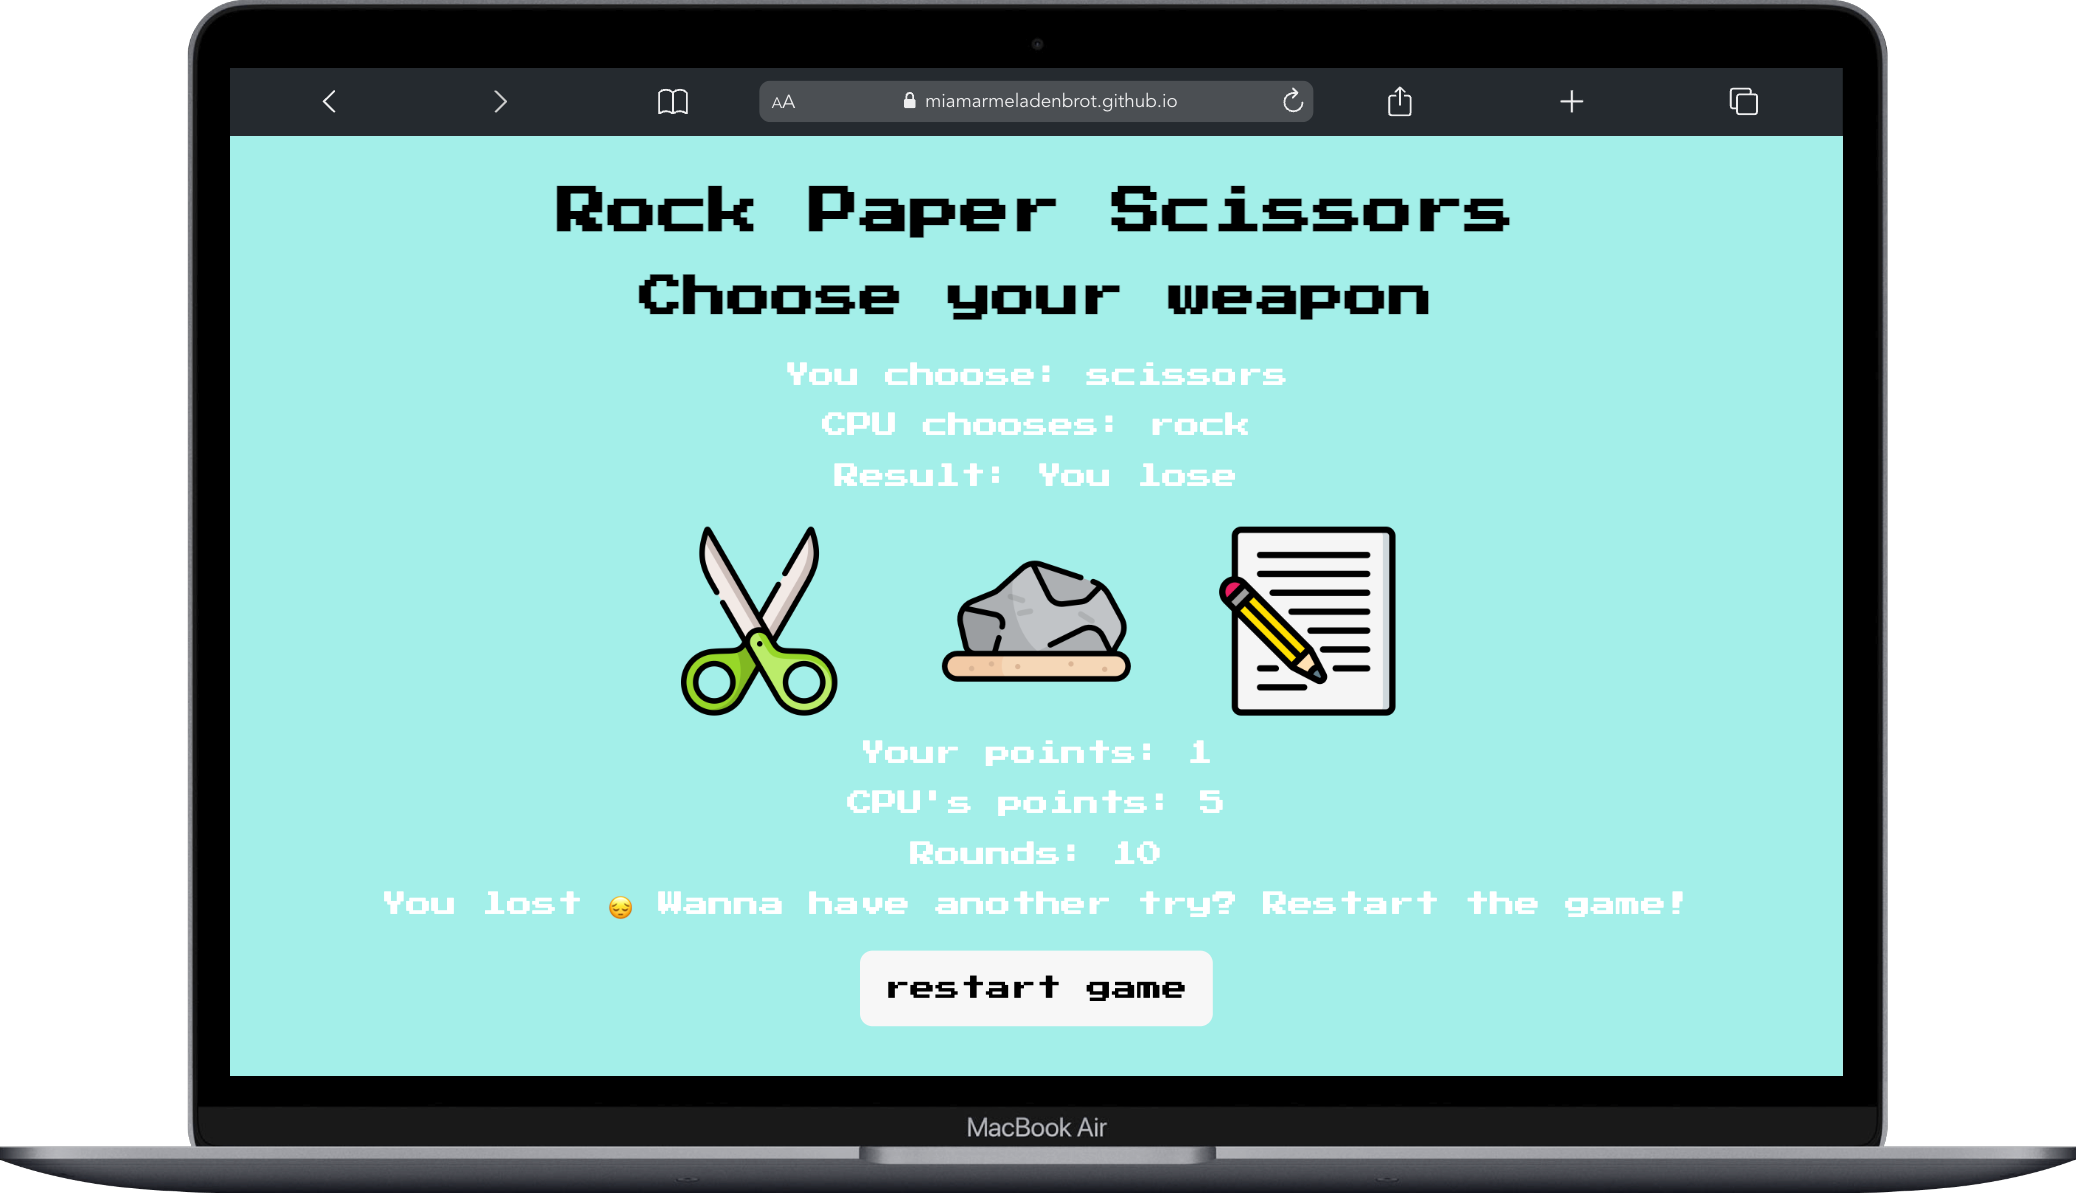 AA miamarmeladenbrot.github.io
Rock Paper Scissors
Choose your weapon
You choose: scissors
CPU chooses: rock
Result: You lose
Your points: 1
CPU's points: 5
Rounds: 10
You lost 😔 Wanna have another try? Restart the game!
restart game
MacBook Air